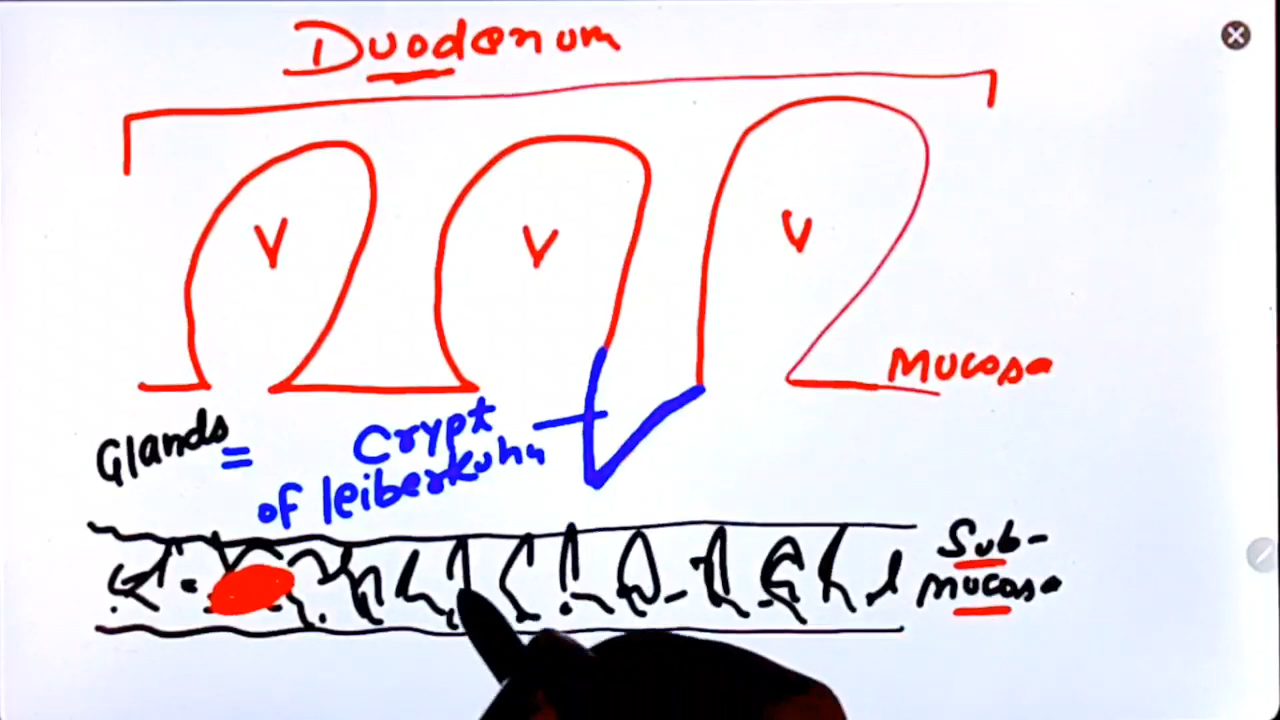 Duodenum
V V V
Mucosa
Glands =
Crypt
of leiberkuhn
Sub-
mucosa